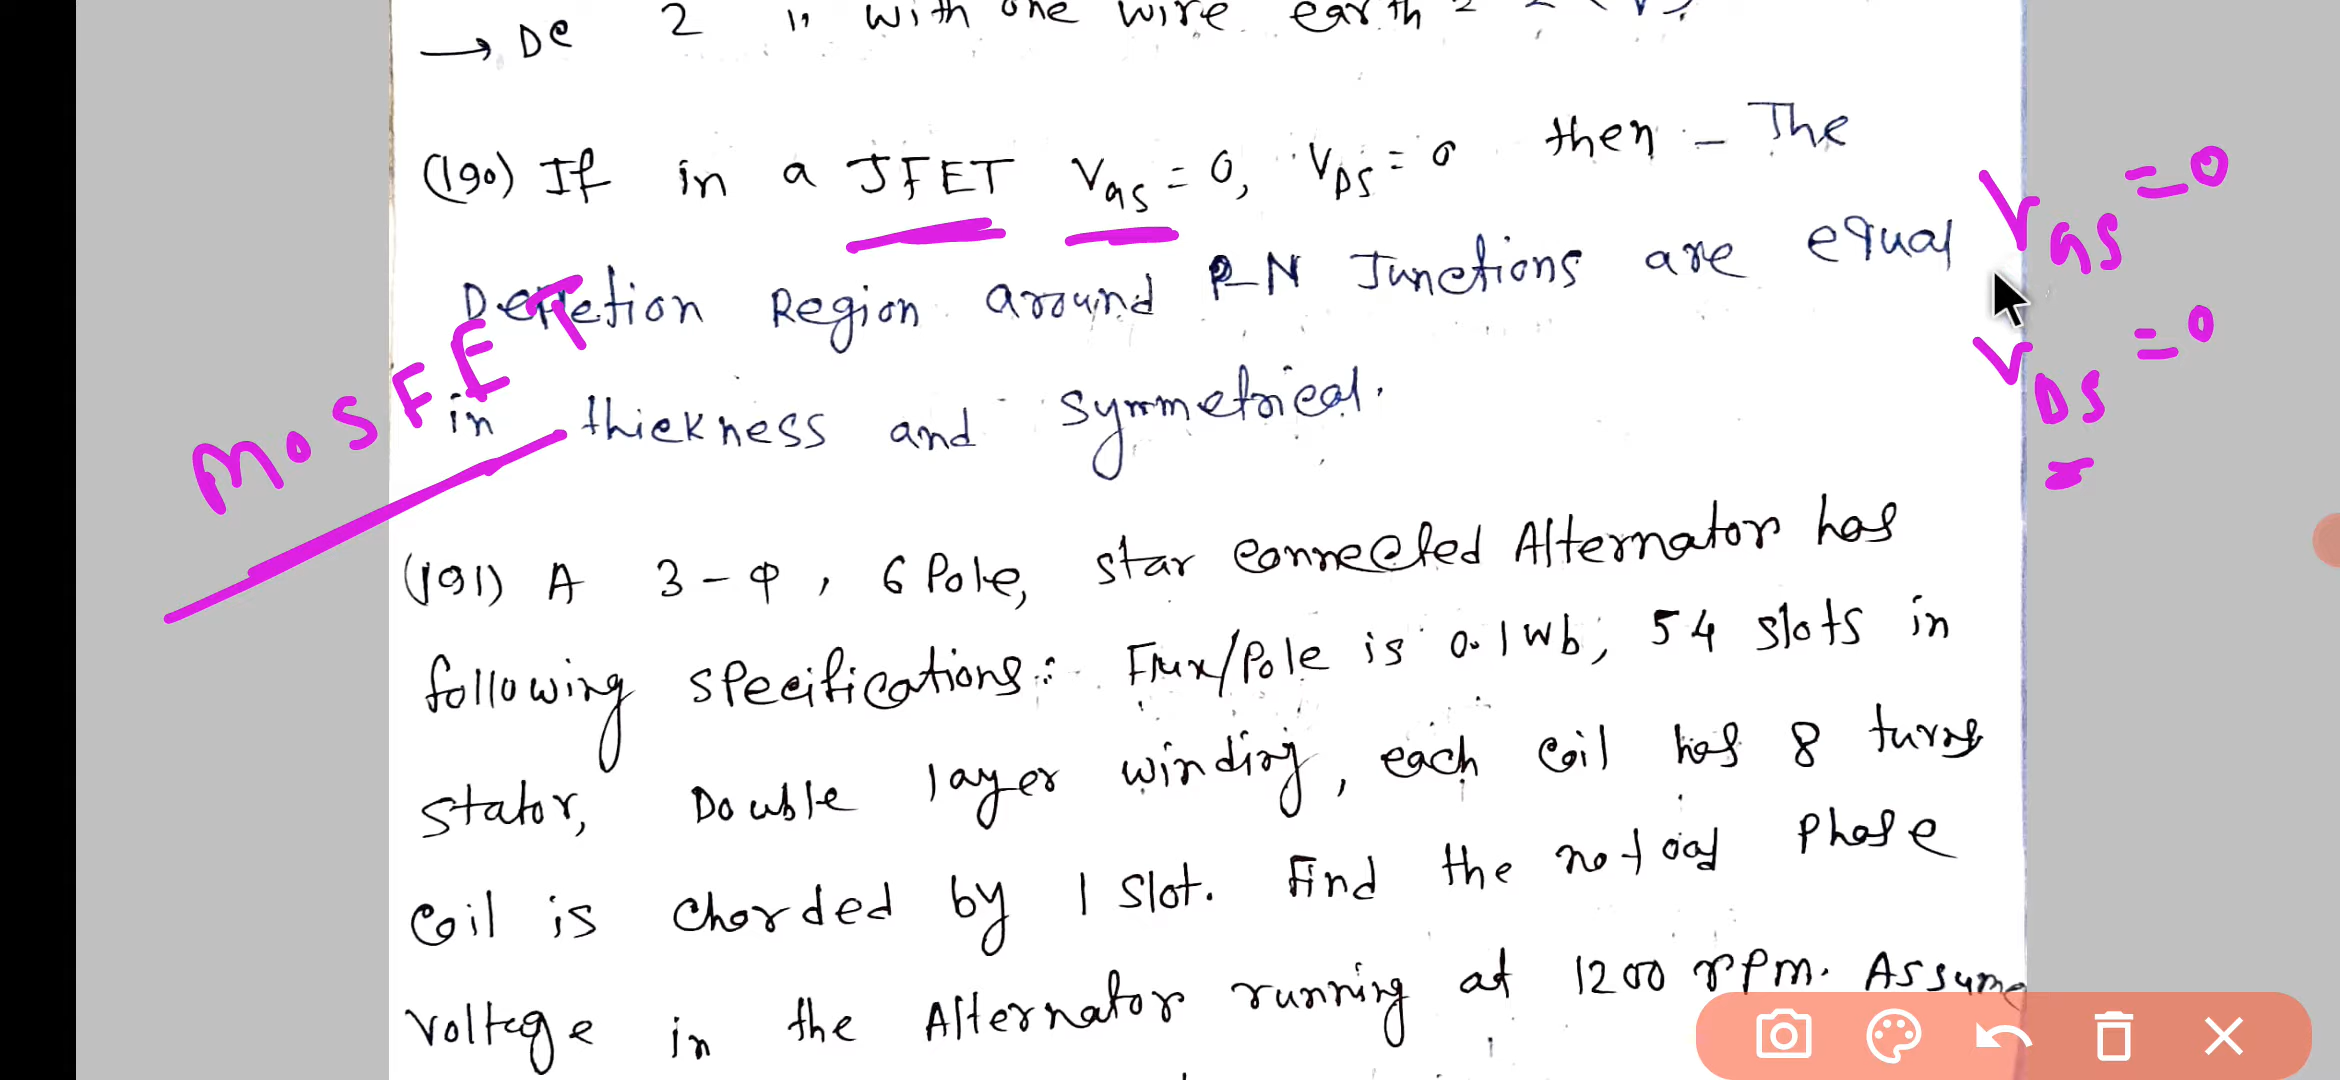 → De 2 " with one wire earth
(190) If in a JFET VGS = 0, VDS = 0 then - The
VGS = 0
Depletion Region around P-N Junctions are equal
VDS = 0
MOSFET
in thickness and symmetrical.
(191) A 3-φ, 6 Pole, star connected Alternator has
following specifications: Flux/Pole is 0.1 Wb, 54 slots in
stator, Double layer winding, each coil has 8 turns
Coil is chorded by 1 slot. Find the no load phase
Voltage in the Alternator running at 1200 rpm. Assume